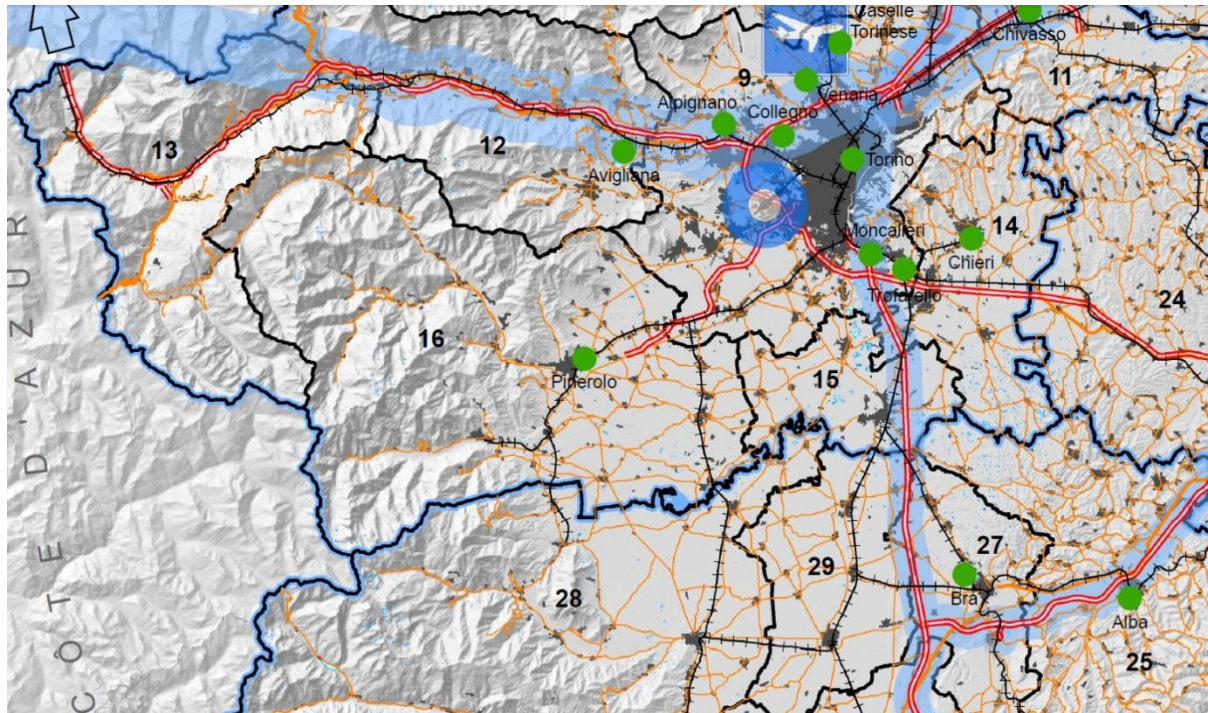 Caselle
Torinese
Chivasso
9
11
Venaria
Alpignano
Collegno
13
12
Torino
Avigliana
Moncalieri
14
Chieri
Trofarello
24
16
Pinerolo
15
CÔTE D'AZUR
27
29
Bra
28
Alba
25